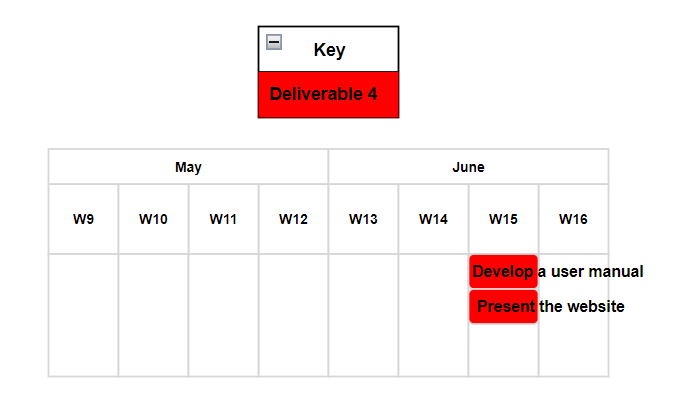 Key
Deliverable 4
May June
W9 W10 W11 W12 W13 W14 W15 W16
Develop a user manual
Present the website